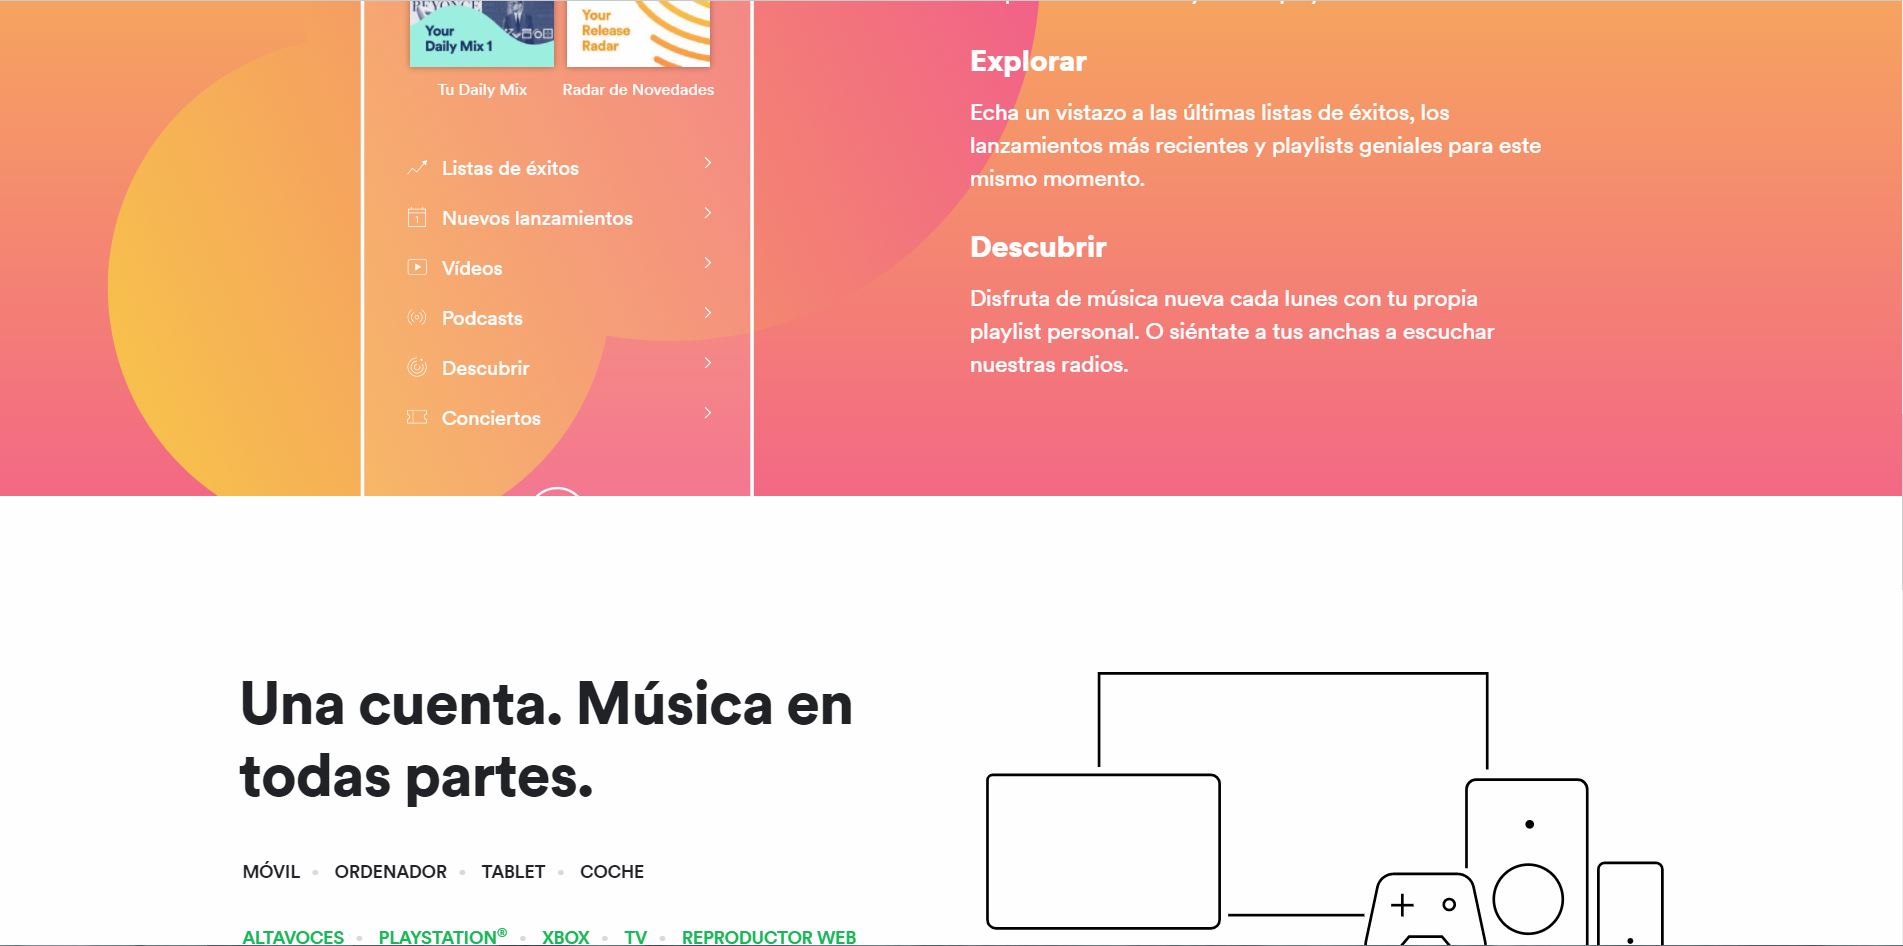 BEYONCÉ
Your
Daily Mix 1
Your
Release
Radar
Tu Daily Mix
Radar de Novedades
Listas de éxitos
1
Nuevos lanzamientos
Vídeos
Podcasts
Descubrir
Conciertos
Explorar
Echa un vistazo a las últimas listas de éxitos, los
lanzamientos más recientes y playlists geniales para este
mismo momento.
Descubrir
Disfruta de música nueva cada lunes con tu propia
playlist personal. O siéntate a tus anchas a escuchar
nuestras radios.
Una cuenta. Música en
todas partes.
MÓVIL • ORDENADOR • TABLET • COCHE
ALTAVOCES • PLAYSTATION® • XBOX • TV • REPRODUCTOR WEB